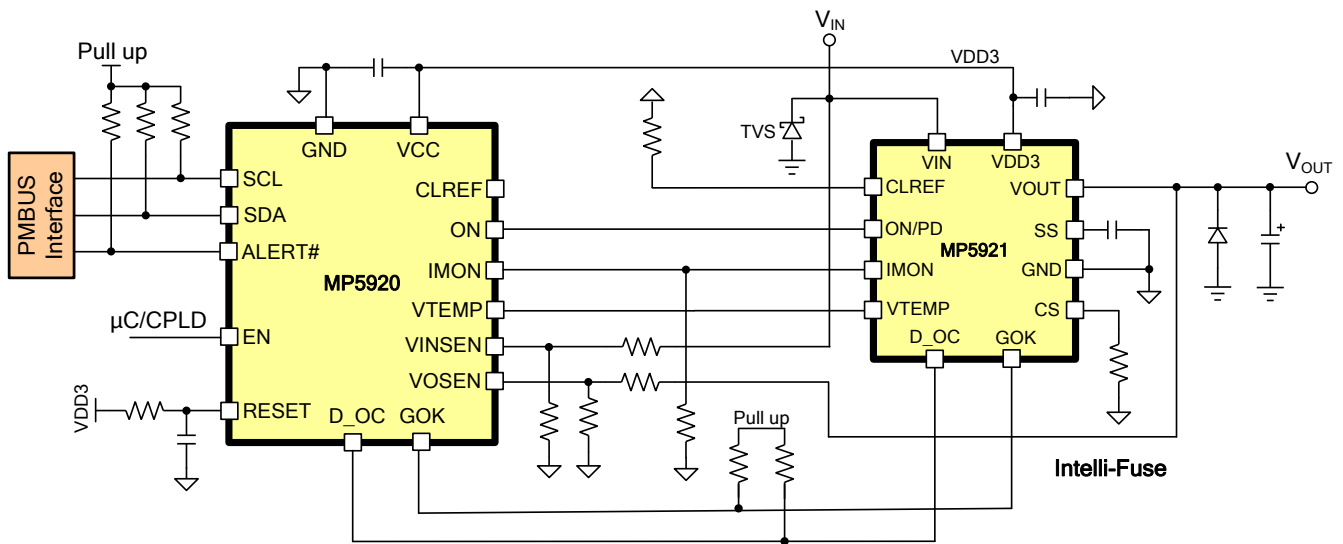 V_IN
Pull up
VDD3
TVS
GND
VCC
VIN
VDD3
PMBUS
Interface
SCL
SDA
ALERT#
EN
RESET
µC/CPLD
VDD3
MP5920
CLREF
ON
IMON
VTEMP
VINSEN
VOSEN
D_OC
GOK
CLREF
ON/PD
IMON
VTEMP
MP5921
VOUT
SS
GND
CS
D_OC
GOK
V_OUT
Pull up
Intelli-Fuse
+